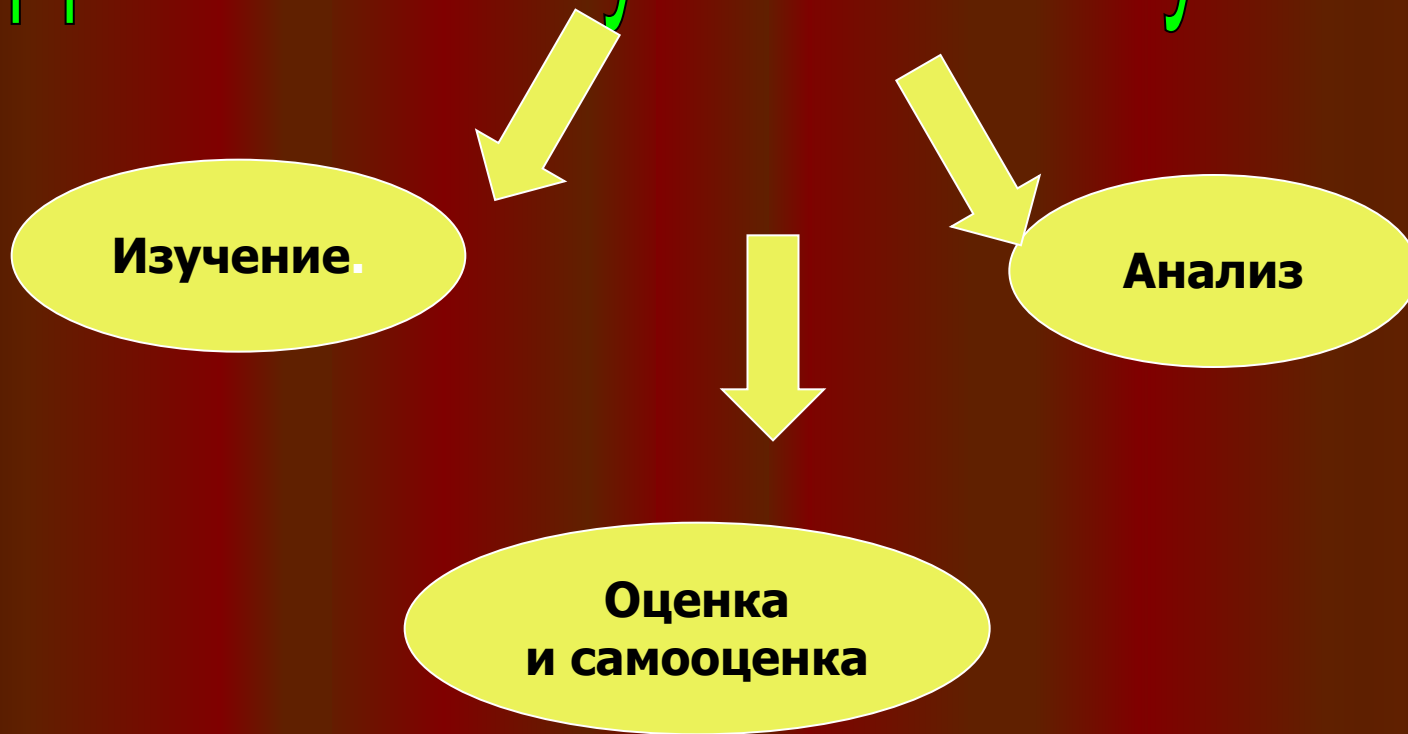 Изучение.
Анализ
Оценка
и самооценка